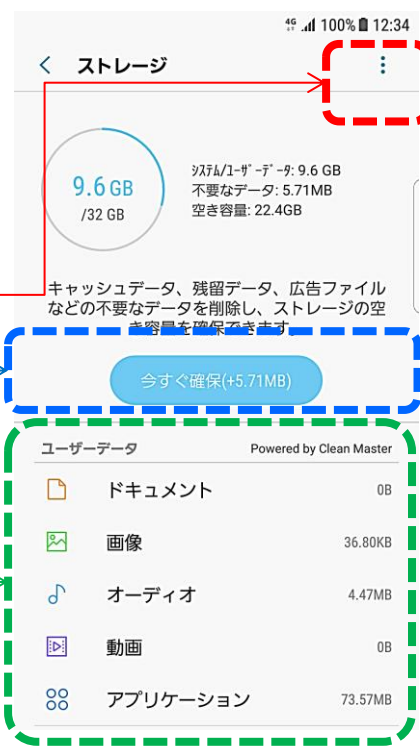 4G 100% 12:34
ストレージ
9.6 GB
/32 GB
ｼｽﾃﾑ/ﾕｰｻﾞｰﾃﾞｰﾀ: 9.6 GB
不要なデータ: 5.71MB
空き容量: 22.4GB
キャッシュデータ、残留データ、広告ファイル
などの不要なデータを削除し、ストレージの空
き容量を確保できます。
今すぐ確保(+5.71MB)
ユーザーデータ Powered by Clean Master
ドキュメント 0B
画像 36.80KB
オーディオ 4.47MB
動画 0B
アプリケーション 73.57MB